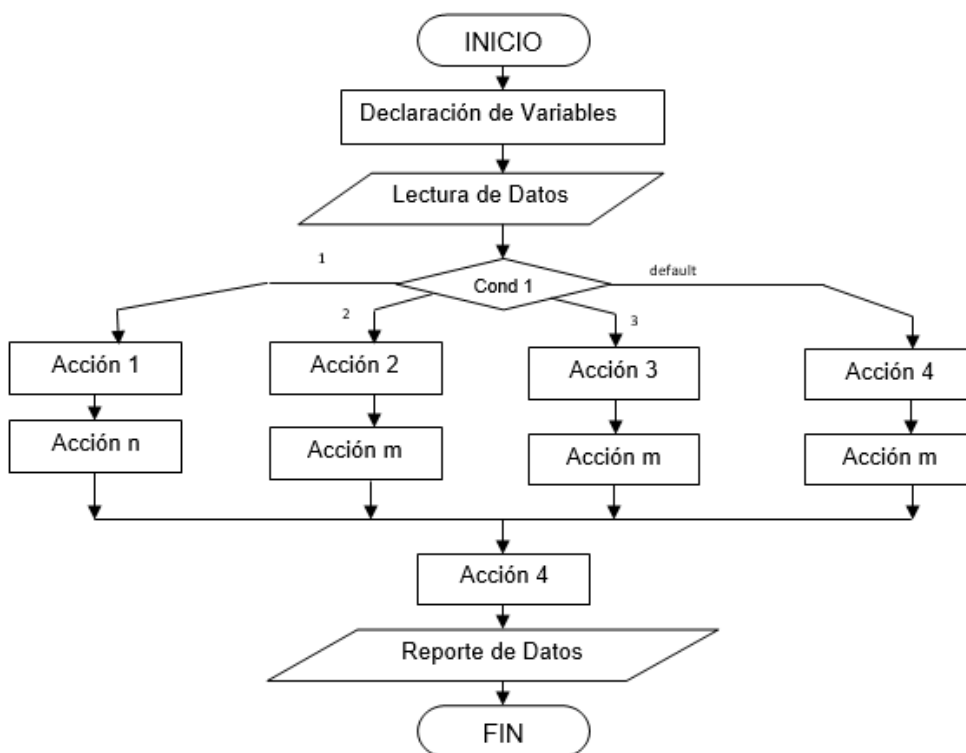 INICIO
Declaración de Variables
Lectura de Datos
1
default
Cond 1
2
3
Acción 1
Acción 2
Acción 3
Acción 4
Acción n
Acción m
Acción m
Acción m
Acción 4
Reporte de Datos
FIN